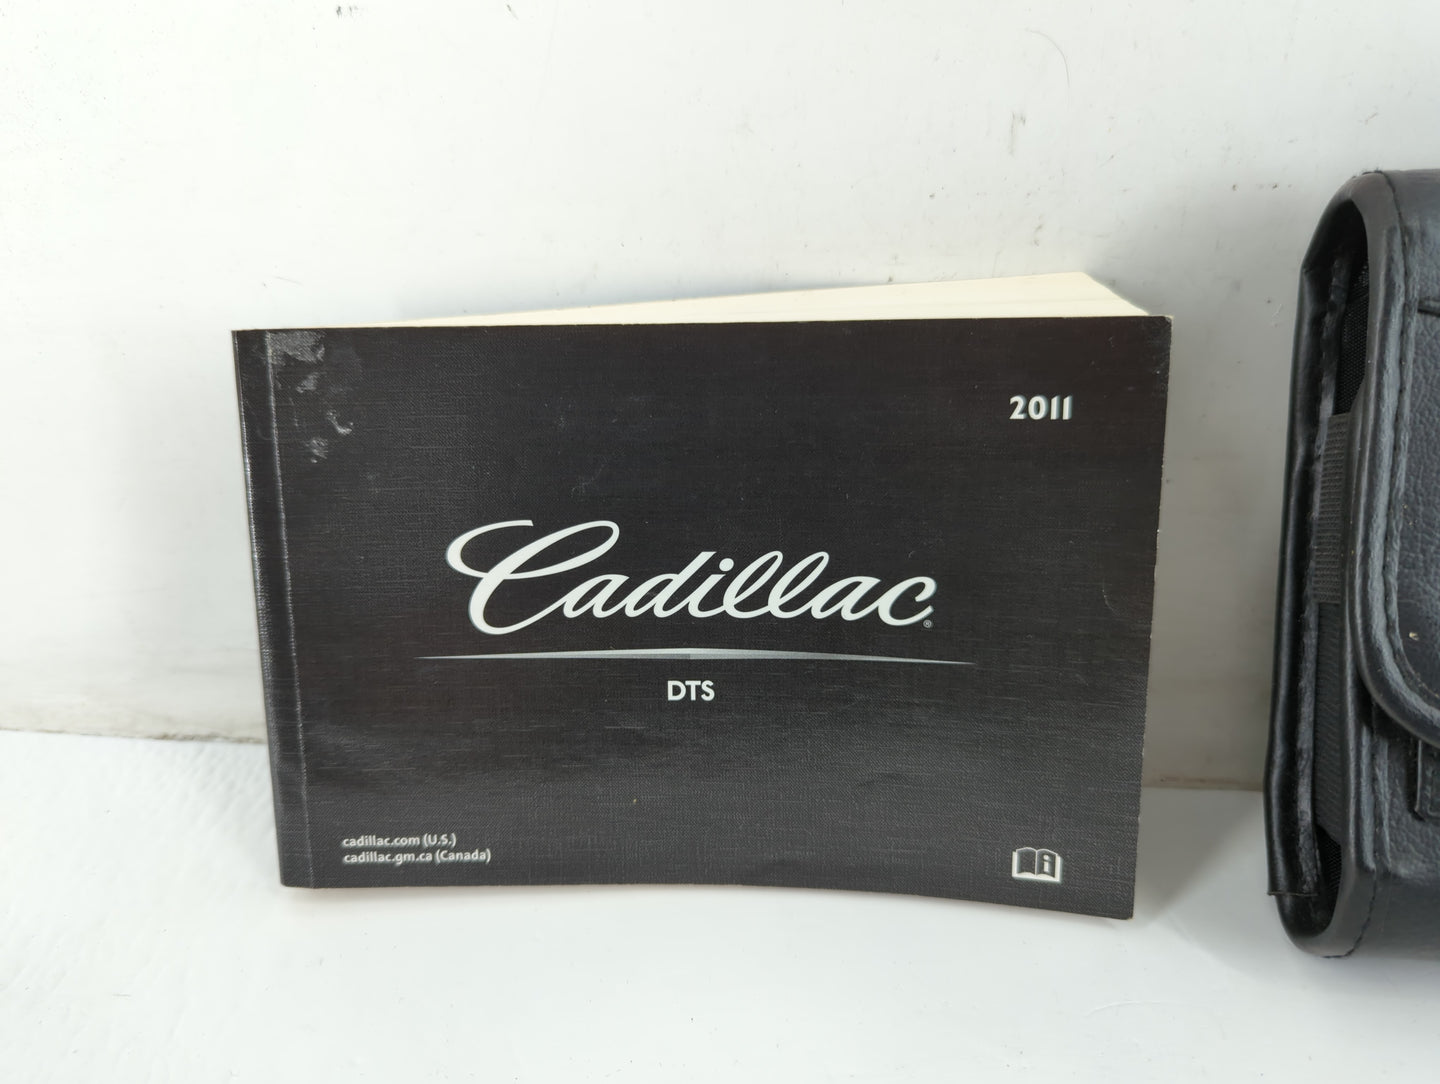 2011
Cadillac®
DTS
cadillac.com (U.S.)
cadillac.gm.ca (Canada)
i